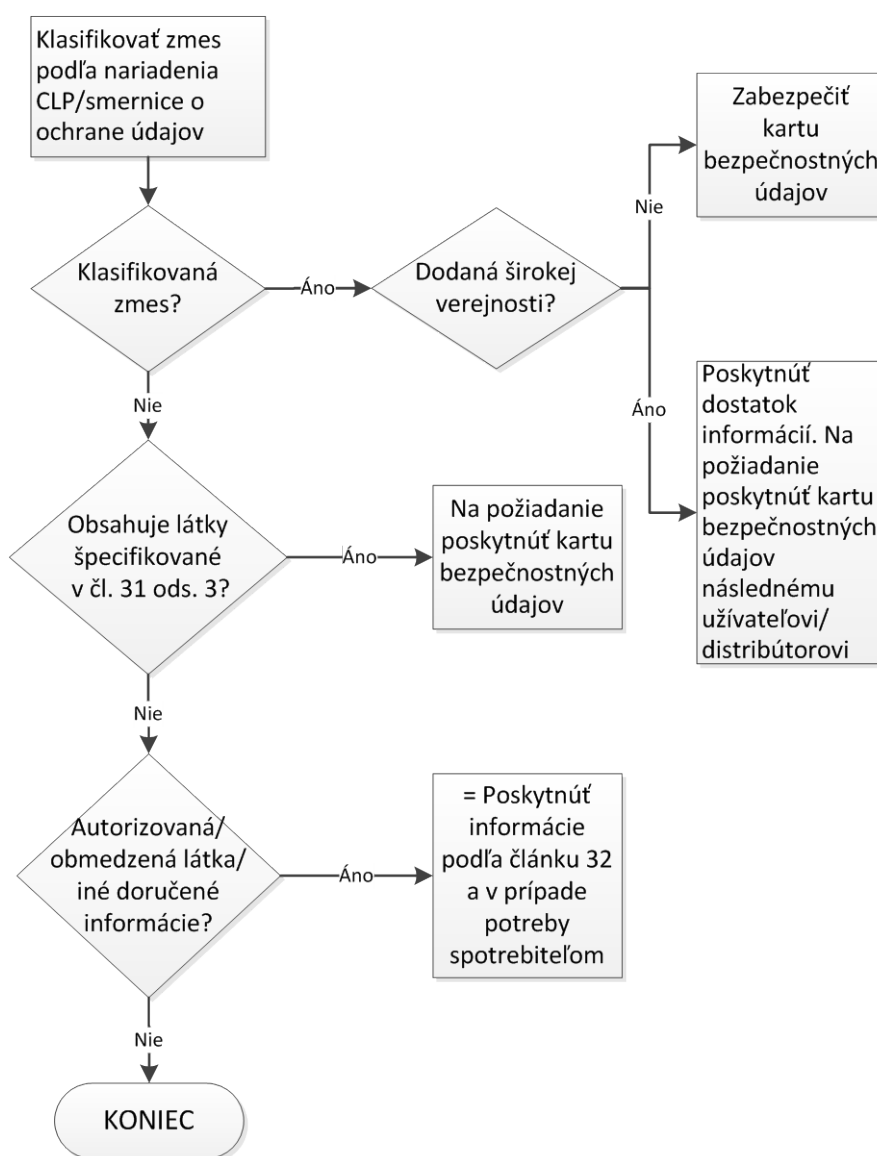 Klasifikovať zmes
podľa nariadenia
CLP/smernice o
ochrane údajov
Zabezpečiť
kartu
bezpečnostných
údajov
Nie
Klasifikovaná
zmes?
Áno
Dodaná širokej
verejnosti?
Áno
Poskytnúť
dostatok
informácií. Na
požiadanie
poskytnúť kartu
bezpečnostných
údajov
následnému
užívateľovi/
distribútorovi
Nie
Obsahuje látky
špecifikované
v čl. 31 ods. 3?
Áno
Na požiadanie
poskytnúť kartu
bezpečnostných
údajov
Nie
Autorizovaná/
obmedzená látka/
iné doručené
informácie?
Áno
= Poskytnúť
informácie
podľa článku 32
a v prípade
potreby
spotrebiteľom
Nie
KONIEC